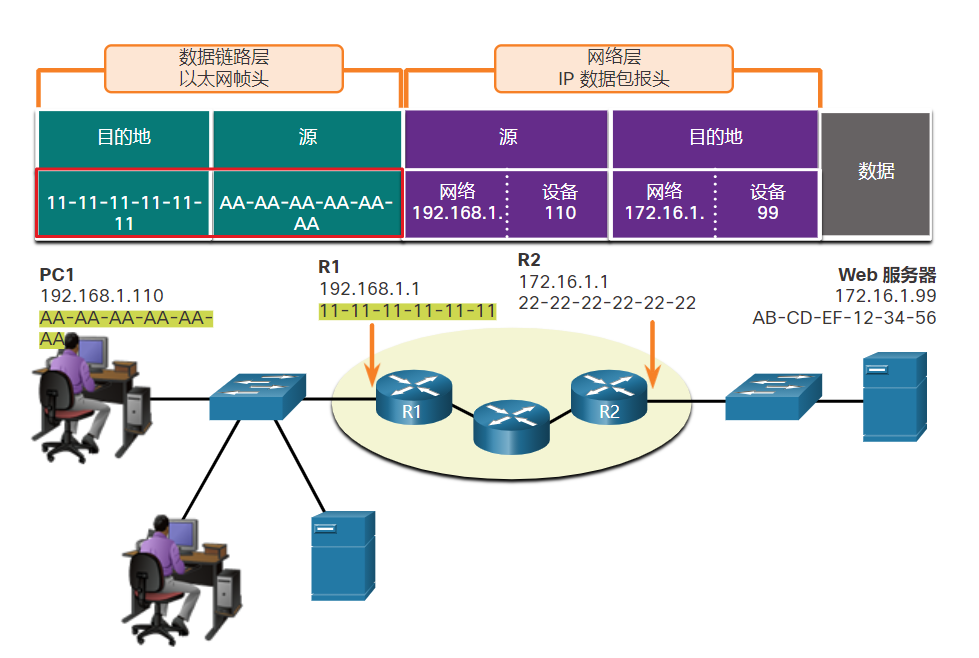 数据链路层
以太网帧头
网络层
IP 数据包报头
目的地
源
源
目的地
数据
11-11-11-11-11-
11
AA-AA-AA-AA-AA-
AA
网络
192.168.1.
设备
110
网络
172.16.1.
设备
99
PC1
192.168.1.110
AA-AA-AA-AA-AA-
AA
R1
192.168.1.1
11-11-11-11-11-11
R2
172.16.1.1
22-22-22-22-22-22
Web 服务器
172.16.1.99
AB-CD-EF-12-34-56
R1
R2